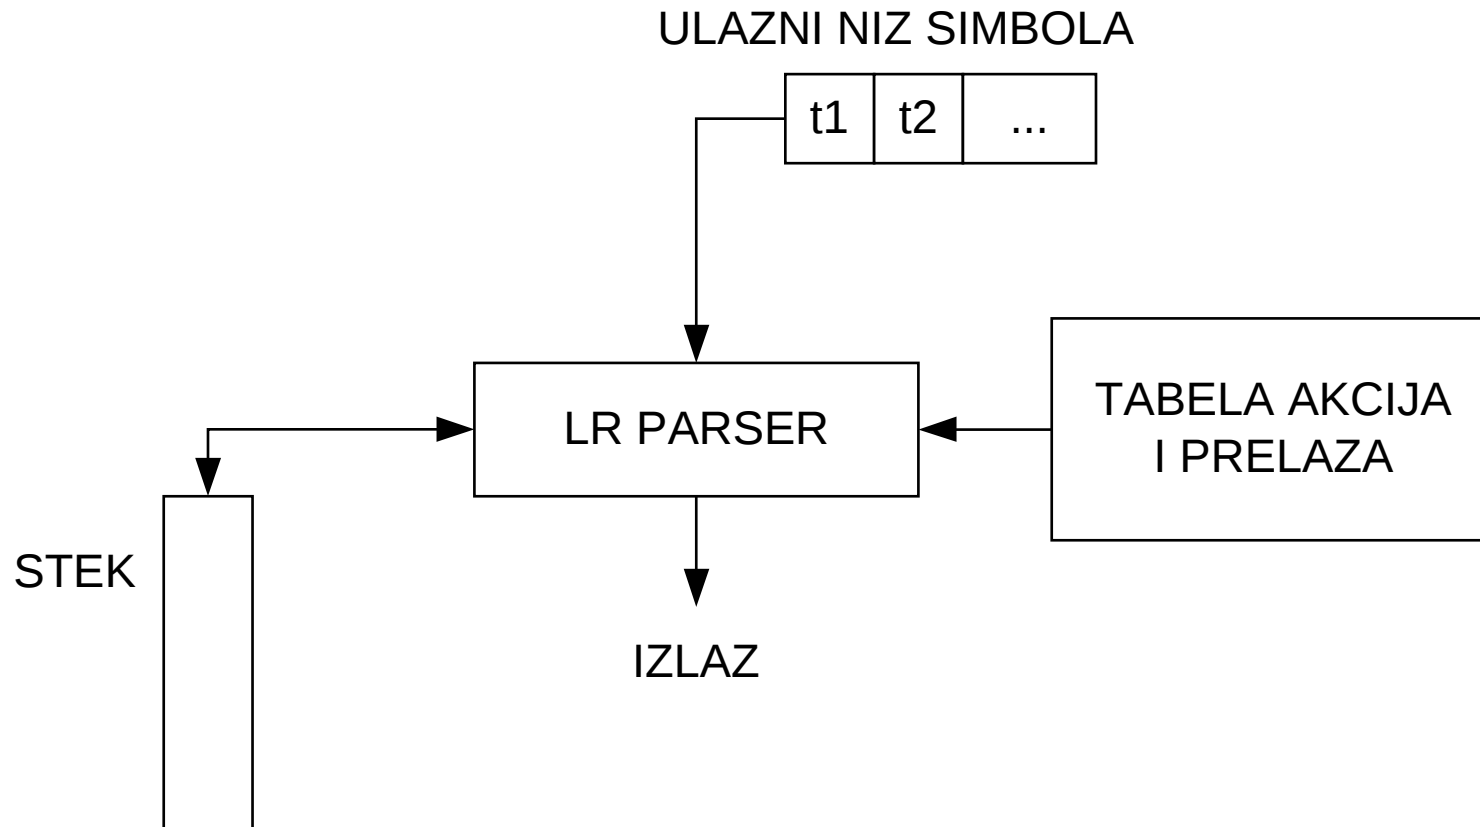 ULAZNI NIZ SIMBOLA
t1 t2 ...
LR PARSER
TABELA AKCIJA
I PRELAZA
STEK
IZLAZ